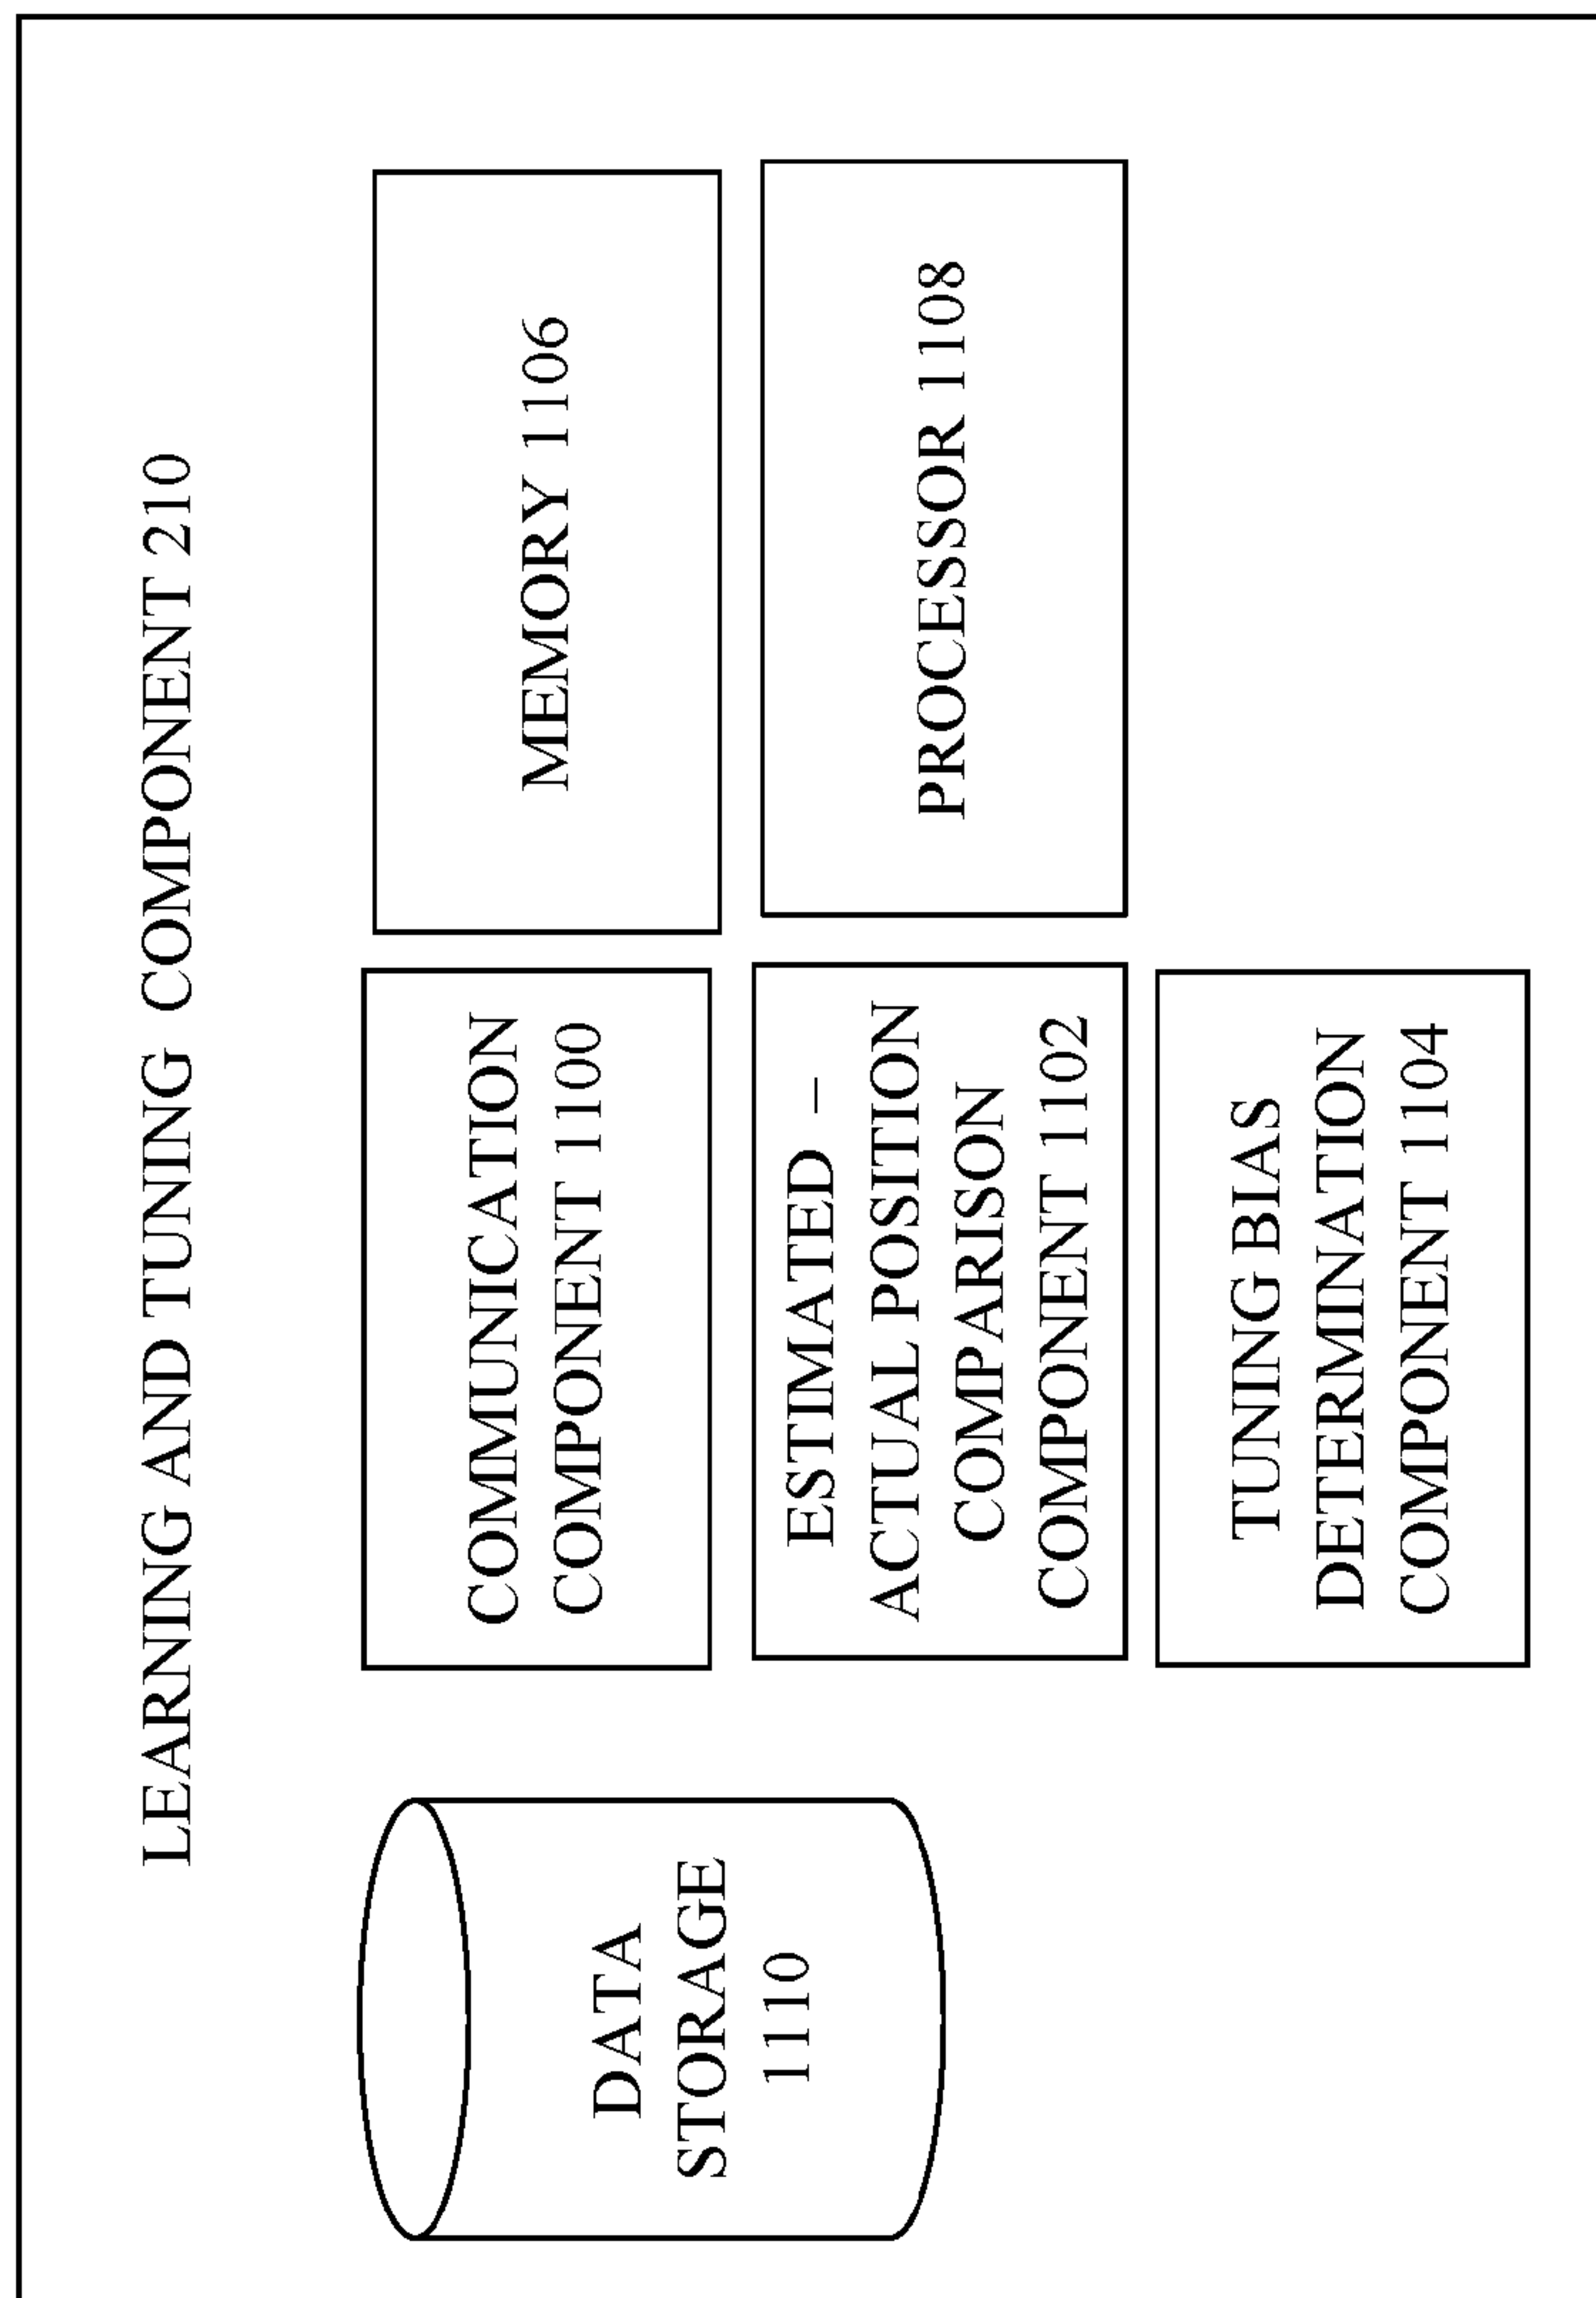 LEARNING AND TUNING COMPONENT 210
DATA
STORAGE
1110
COMMUNICATION
COMPONENT 1100
ESTIMATED –
ACTUAL POSITION
COMPARISON
COMPONENT 1102
TUNING BIAS
DETERMINATION
COMPONENT 1104
MEMORY 1106
PROCESSOR 1108